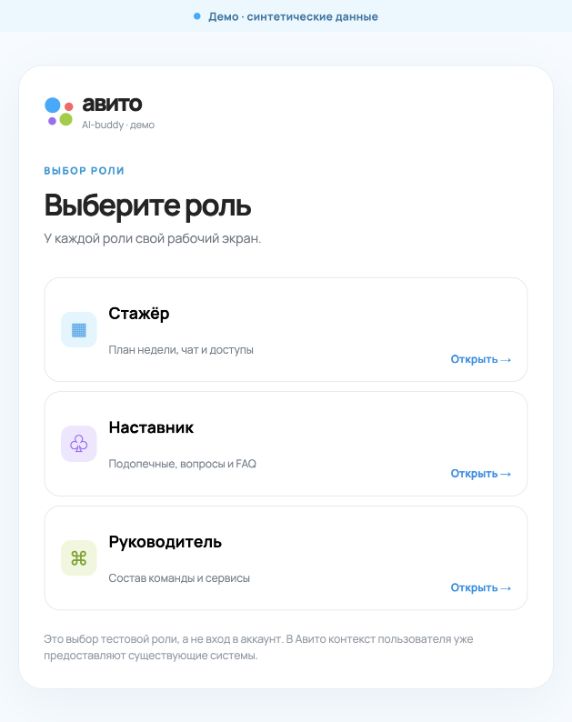 Демо · синтетические данные
авито
AI-buddy · демо
ВЫБОР РОЛИ
Выберите роль
У каждой роли свой рабочий экран.
Стажёр
План недели, чат и доступы
Открыть →
Наставник
Подопечные, вопросы и FAQ
Открыть →
Руководитель
Состав команды и сервисы
Открыть →
Это выбор тестовой роли, а не вход в аккаунт. В Авито контекст пользователя уже
предоставляют существующие системы.